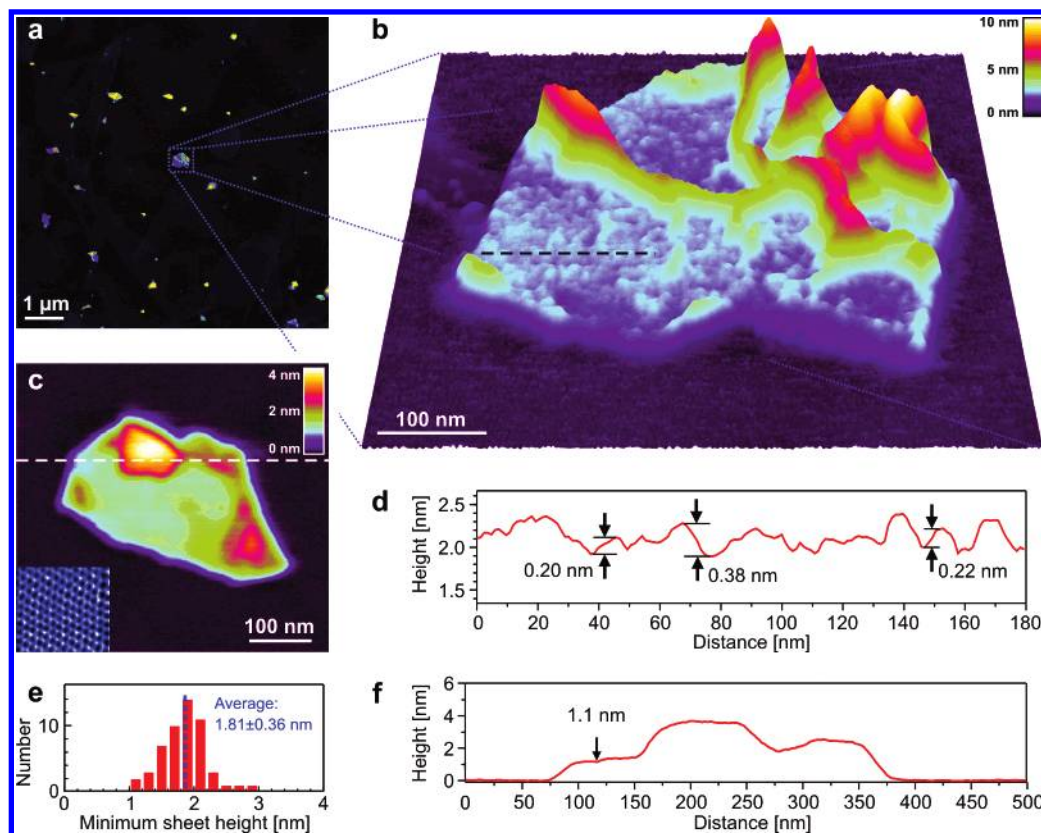 a
1 µm
b
10 nm
5 nm
0 nm
100 nm
c
4 nm
2 nm
0 nm
100 nm
d
Height [nm]
2.5
2.0
1.5
0.20 nm
0.38 nm
0.22 nm
0 20 40 60 80 100 120 140 160 180
Distance [nm]
e
Number
10
0
Average:
1.81±0.36 nm
0 1 2 3 4
Minimum sheet height [nm]
f
Height [nm]
6
4
2
0
1.1 nm
0 50 100 150 200 250 300 350 400 450 500
Distance [nm]